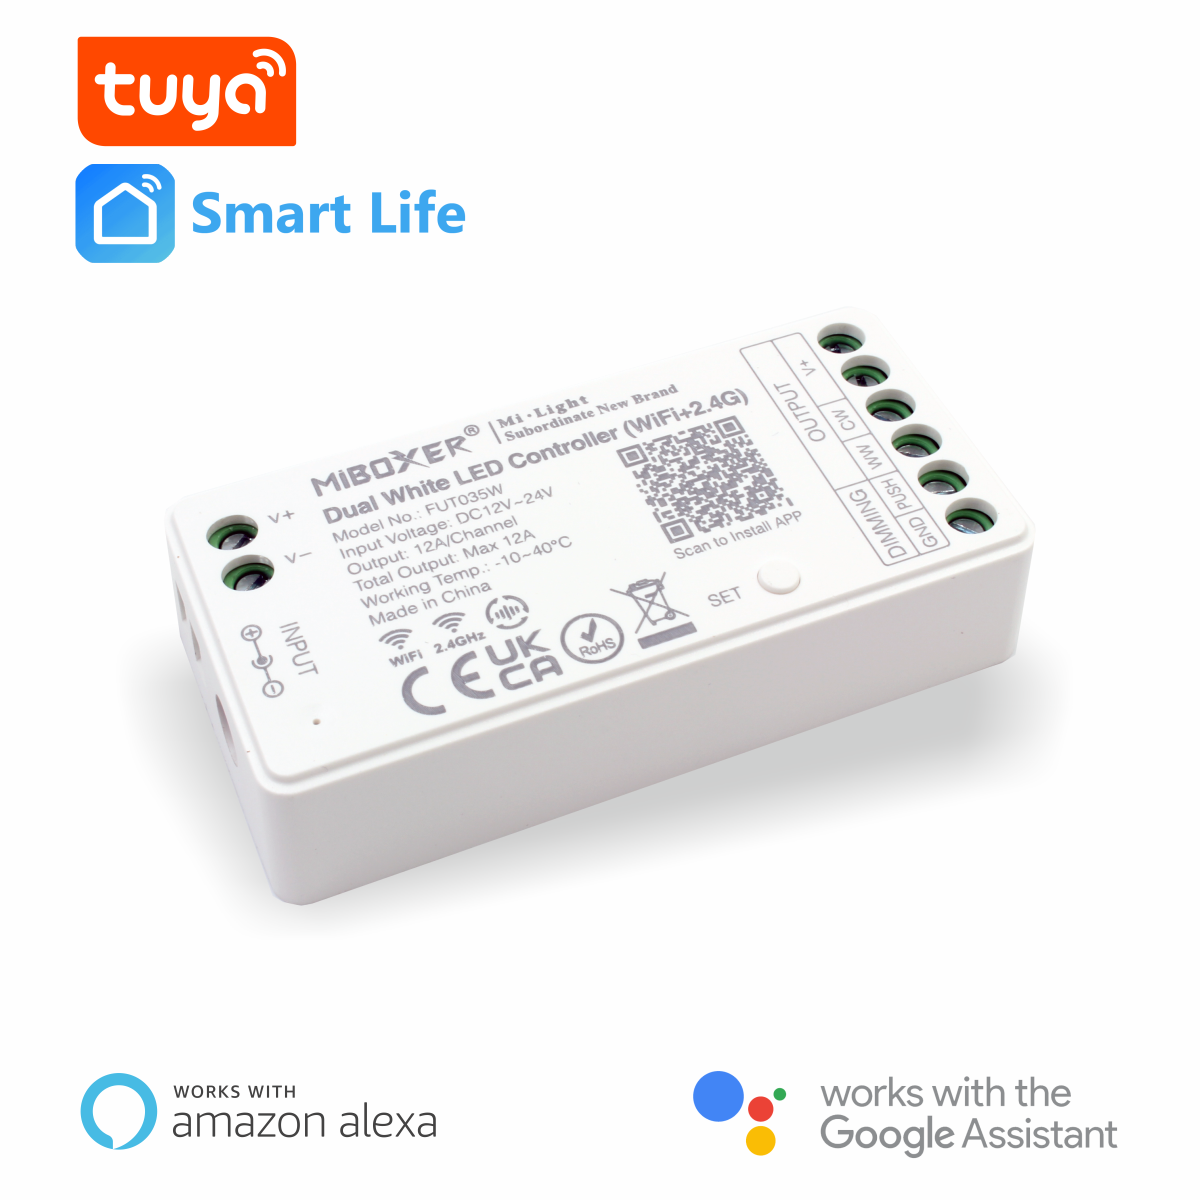 tuya
Smart Life
MIBOXER®
Mi·Light
Subordinate New Brand
Dual White LED Controller (WiFi+2.4G)
Model No.: FUT035W
Input Voltage: DC12V~24V
Output: 12A/Channel
Total Output: Max 12A
Working Temp.: -10~40°C
Made in China
WiFi
2.4GHz
CE
UK
CA
RoHS
V+
V−
INPUT
Scan to Install APP
SET
OUTPUT
V+
CW
WW
DIMMING
PUSH
GND
WORKS WITH
amazon alexa
works with the
Google Assistant